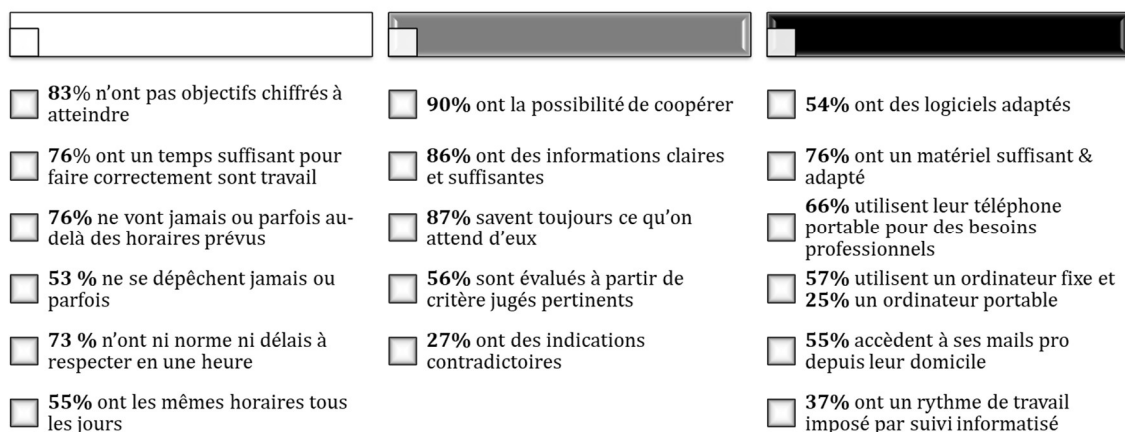 83% n'ont pas objectifs chiffrés à
atteindre
76% ont un temps suffisant pour
faire correctement sont travail
76% ne vont jamais ou parfois au-
delà des horaires prévus
53 % ne se dépêchent jamais ou
parfois
73 % n'ont ni norme ni délais à
respecter en une heure
55% ont les mêmes horaires tous
les jours
90% ont la possibilité de coopérer
86% ont des informations claires
et suffisantes
87% savent toujours ce qu'on
attend d'eux
56% sont évalués à partir de
critère jugés pertinents
27% ont des indications
contradictoires
54% ont des logiciels adaptés
76% ont un matériel suffisant &
adapté
66% utilisent leur téléphone
portable pour des besoins
professionnels
57% utilisent un ordinateur fixe et
25% un ordinateur portable
55% accèdent à ses mails pro
depuis leur domicile
37% ont un rythme de travail
imposé par suivi informatisé